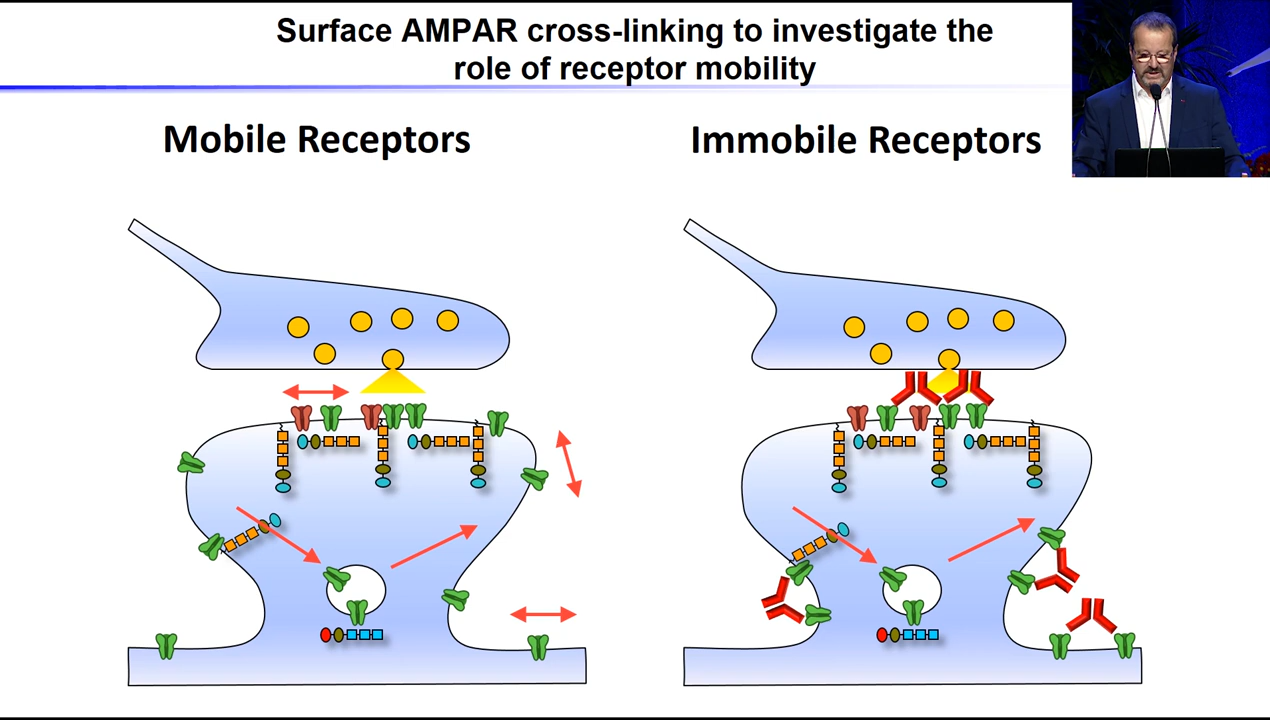 Surface AMPAR cross-linking to investigate the
role of receptor mobility
Mobile Receptors
Immobile Receptors